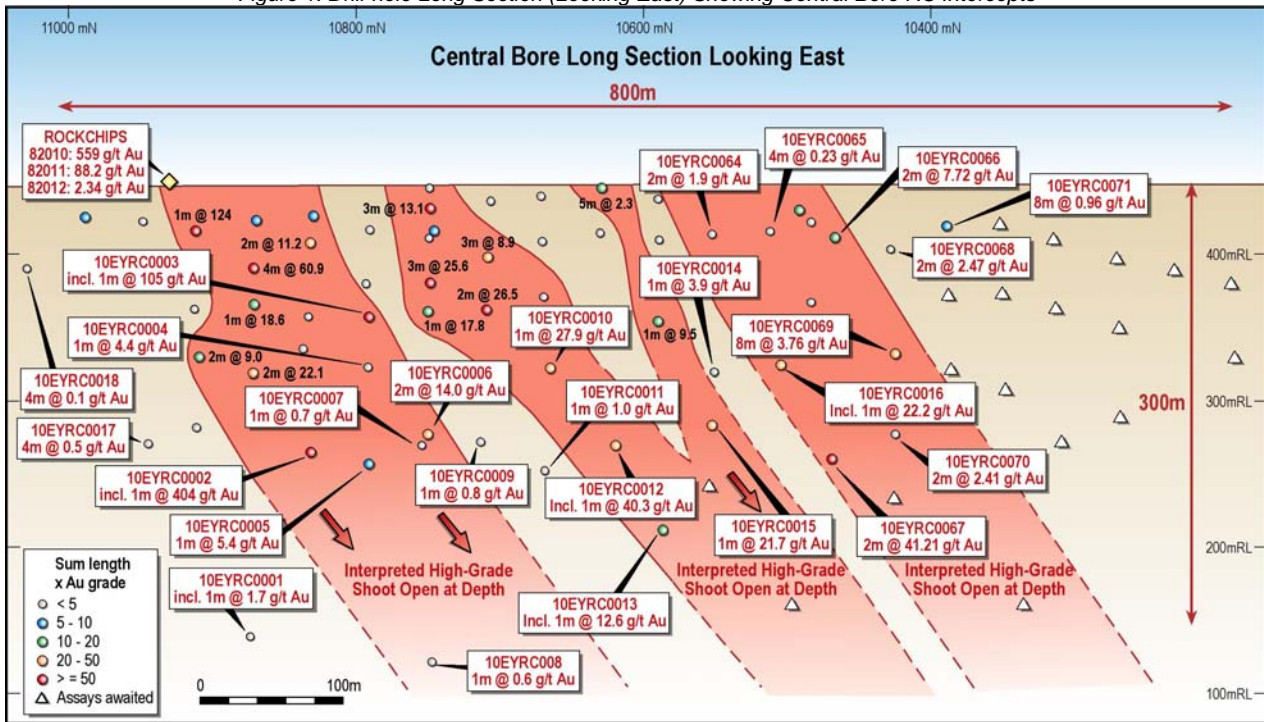 11000 mN
10800 mN
10600 mN
10400 mN
Central Bore Long Section Looking East
800m
ROCKCHIPS
82010: 559 g/t Au
82011: 88.2 g/t Au
82012: 2.34 g/t Au
10EYRC0064
2m @ 1.9 g/t Au
10EYRC0065
4m @ 0.23 g/t Au
10EYRC0066
2m @ 7.72 g/t Au
10EYRC0071
8m @ 0.96 g/t Au
10EYRC0068
2m @ 2.47 g/t Au
1m @ 124
2m @ 11.2
4m @ 60.9
1m @ 18.6
2m @ 9.0
2m @ 22.1
3m @ 13.1
3m @ 8.9
3m @ 25.6
2m @ 26.5
1m @ 17.8
5m @ 2.3
1m @ 9.5
400mRL
300mRL
200mRL
100mRL
300m
10EYRC0003
incl. 1m @ 105 g/t Au
10EYRC0004
1m @ 4.4 g/t Au
10EYRC0014
1m @ 3.9 g/t Au
10EYRC0010
1m @ 27.9 g/t Au
10EYRC0069
8m @ 3.76 g/t Au
10EYRC0018
4m @ 0.1 g/t Au
10EYRC0007
1m @ 0.7 g/t Au
10EYRC0006
2m @ 14.0 g/t Au
10EYRC0011
1m @ 1.0 g/t Au
10EYRC0016
Incl. 1m @ 22.2 g/t Au
10EYRC0017
4m @ 0.5 g/t Au
10EYRC0002
incl. 1m @ 404 g/t Au
10EYRC0009
1m @ 0.8 g/t Au
10EYRC0012
Incl. 1m @ 40.3 g/t Au
10EYRC0070
2m @ 2.41 g/t Au
10EYRC0005
1m @ 5.4 g/t Au
10EYRC0015
1m @ 21.7 g/t Au
10EYRC0067
2m @ 41.21 g/t Au
10EYRC0001
incl. 1m @ 1.7 g/t Au
Interpreted High-Grade
Shoot Open at Depth
Interpreted High-Grade
Shoot Open at Depth
Interpreted High-Grade
Shoot Open at Depth
10EYRC0013
Incl. 1m @ 12.6 g/t Au
10EYRC008
1m @ 0.6 g/t Au
Sum length
x Au grade
< 5
5 - 10
10 - 20
20 - 50
> = 50
Assays awaited
0
100m